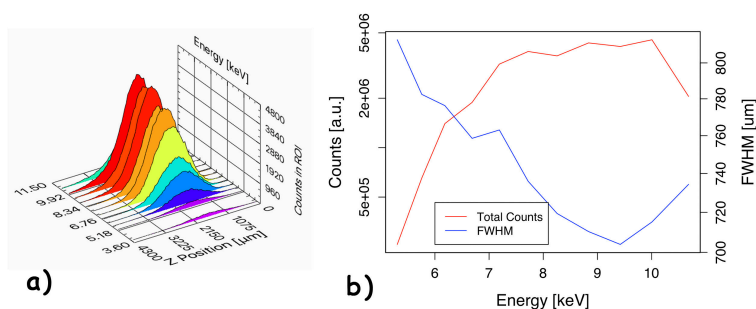 Energy [keV]
4800
3840
2880
1920
960
0
Counts in ROI
11.50
9.92
8.34
6.76
5.18
3.60
4300
3225
2150
1075
Z Position [µm]
a)
5e+06
2e+06
5e+05
Counts [a.u.]
800
780
760
740
720
700
FWHM [um]
Total Counts
FWHM
6 7 8 9 10
Energy [keV]
b)